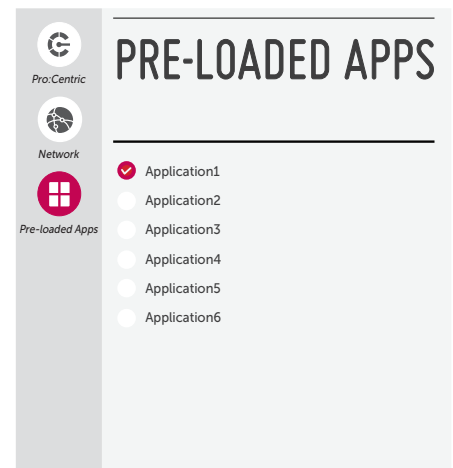 Pro:Centric
Network
Pre-loaded Apps
PRE-LOADED APPS
Application1
Application2
Application3
Application4
Application5
Application6